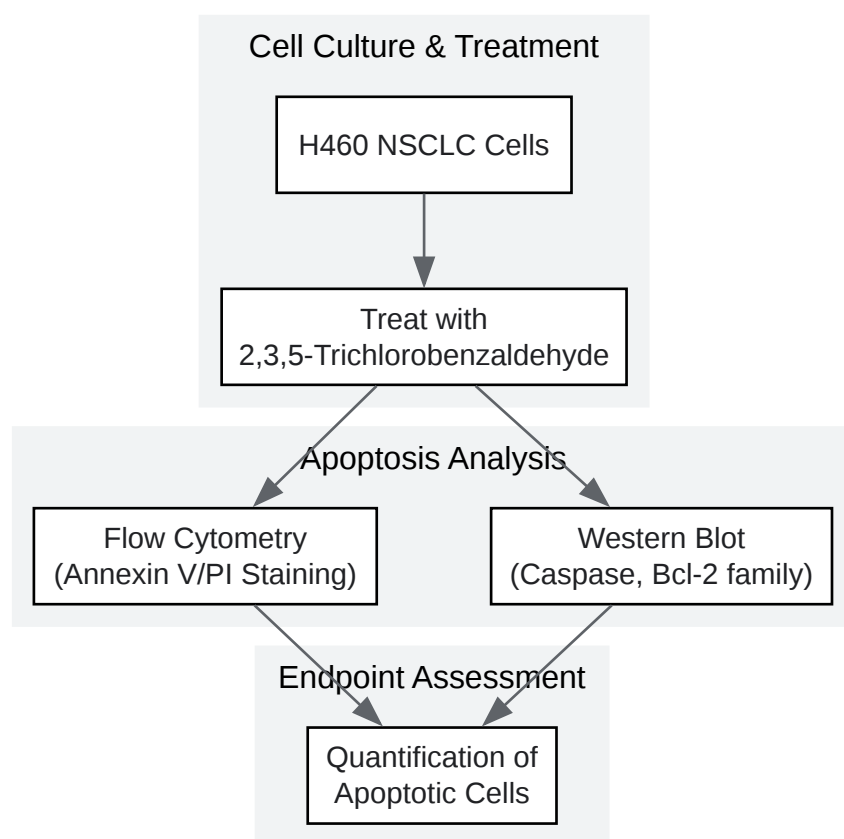 Cell Culture & Treatment
H460 NSCLC Cells
Treat with
2,3,5-Trichlorobenzaldehyde
Apoptosis Analysis
Flow Cytometry
(Annexin V/PI Staining)
Western Blot
(Caspase, Bcl-2 family)
Endpoint Assessment
Quantification of
Apoptotic Cells